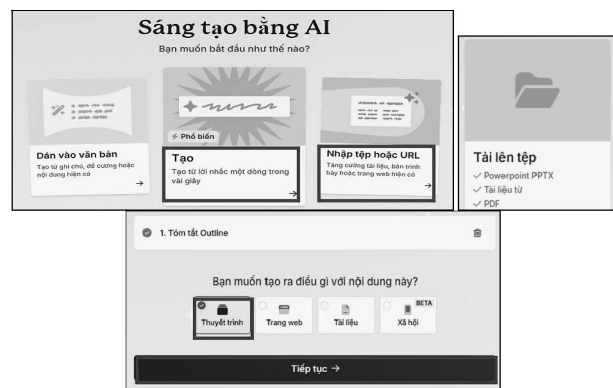 Sáng tạo bằng AI
Bạn muốn bắt đầu như thế nào?
Dán vào văn bản
Tạo từ ghi chú, đề cương hoặc
nội dung hiện có
→
Phổ biến
Tạo
Tạo từ lời nhắc một dòng trong
vài giây
→
Nhập tệp hoặc URL
Tăng cường tài liệu, bản trình
bày hoặc trang web hiện có
→
Tải lên tệp
✓ Powerpoint PPTX
✓ Tài liệu từ
✓ PDF
1. Tóm tắt Outline
Bạn muốn tạo ra điều gì với nội dung này?
Thuyết trình
Trang web
Tài liệu
BETA
Xã hội
Tiếp tục →